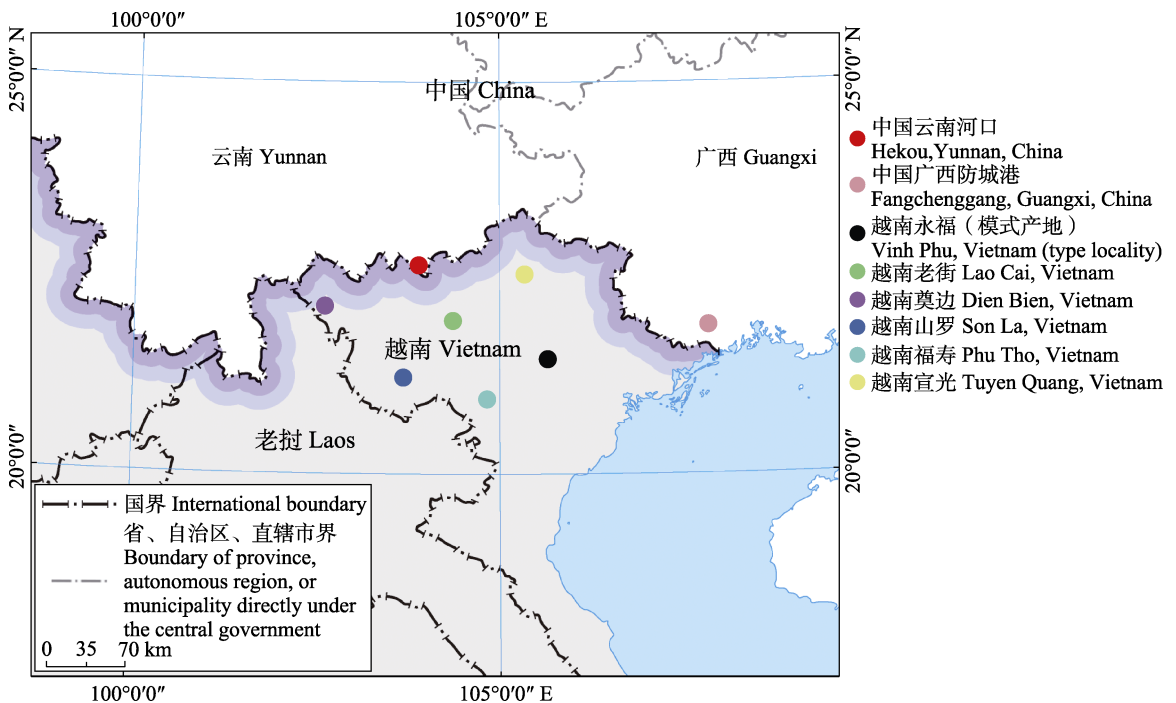 100°0′0″
105°0′0″ E
25°0′0″ N
25°0′0″ N
中国 China
云南 Yunnan
广西 Guangxi
越南 Vietnam
老挝 Laos
20°0′0″
20°0′0″
中国云南河口
Hekou,Yunnan, China
中国广西防城港
Fangchenggang, Guangxi, China
越南永福（模式产地）
Vinh Phu, Vietnam (type locality)
越南老街 Lao Cai, Vietnam
越南奠边 Dien Bien, Vietnam
越南山罗 Son La, Vietnam
越南福寿 Phu Tho, Vietnam
越南宣光 Tuyen Quang, Vietnam
国界 International boundary
省、自治区、直辖市界
Boundary of province,
autonomous region, or
municipality directly under
the central government
0 35 70 km
100°0′0″
105°0′0″ E